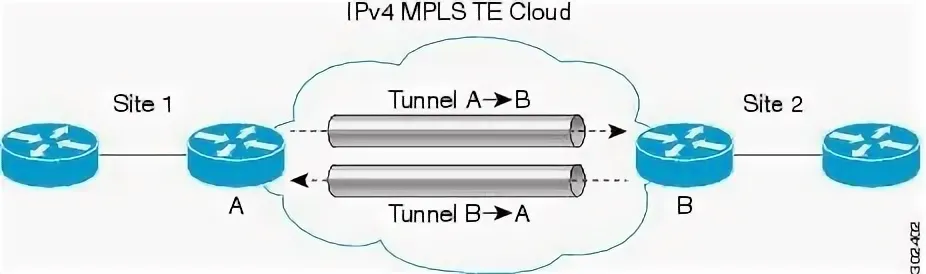 IPv4 MPLS TE Cloud
Site 1
Tunnel A→B
Site 2
A
Tunnel B→A
B
302402